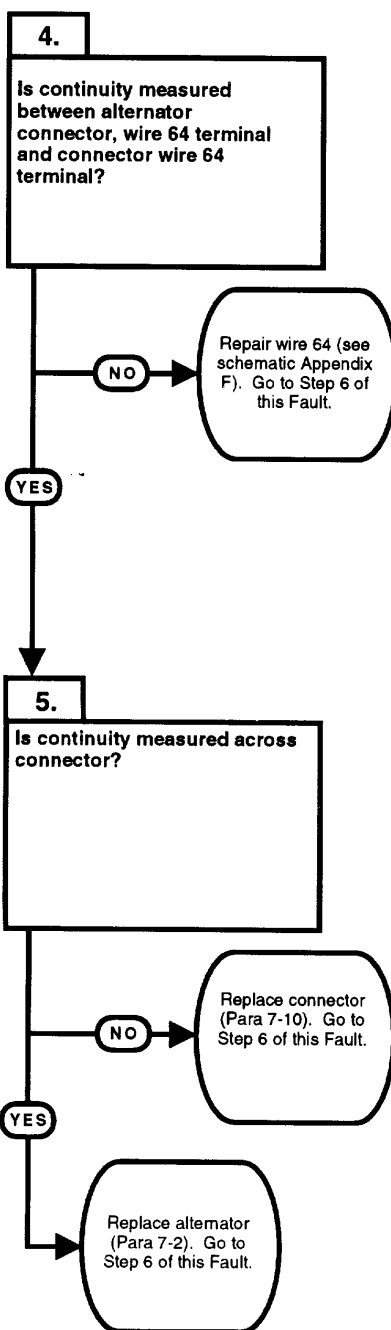 4.
Is continuity measured
between alternator
connector, wire 64 terminal
and connector wire 64
terminal?
NO
Repair wire 64 (see
schematic Appendix
F). Go to Step 6 of
this Fault.
YES
5.
Is continuity measured across
connector?
NO
Replace connector
(Para 7-10). Go to
Step 6 of this Fault.
YES
Replace alternator
(Para 7-2). Go to
Step 6 of this Fault.